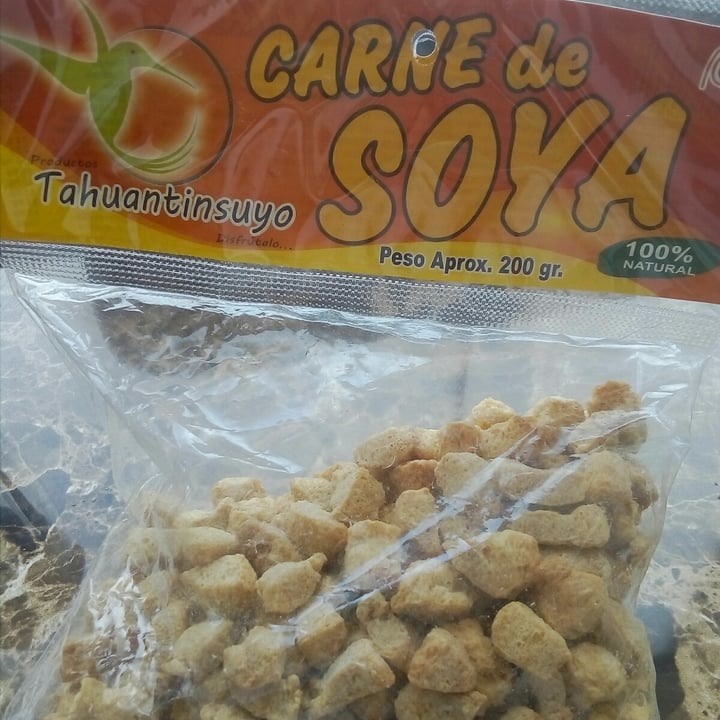 CARNE de
SOYA
Productos
Tahuantinsuyo
Disfrútalo...
Peso Aprox. 200 gr.
100%
NATURAL